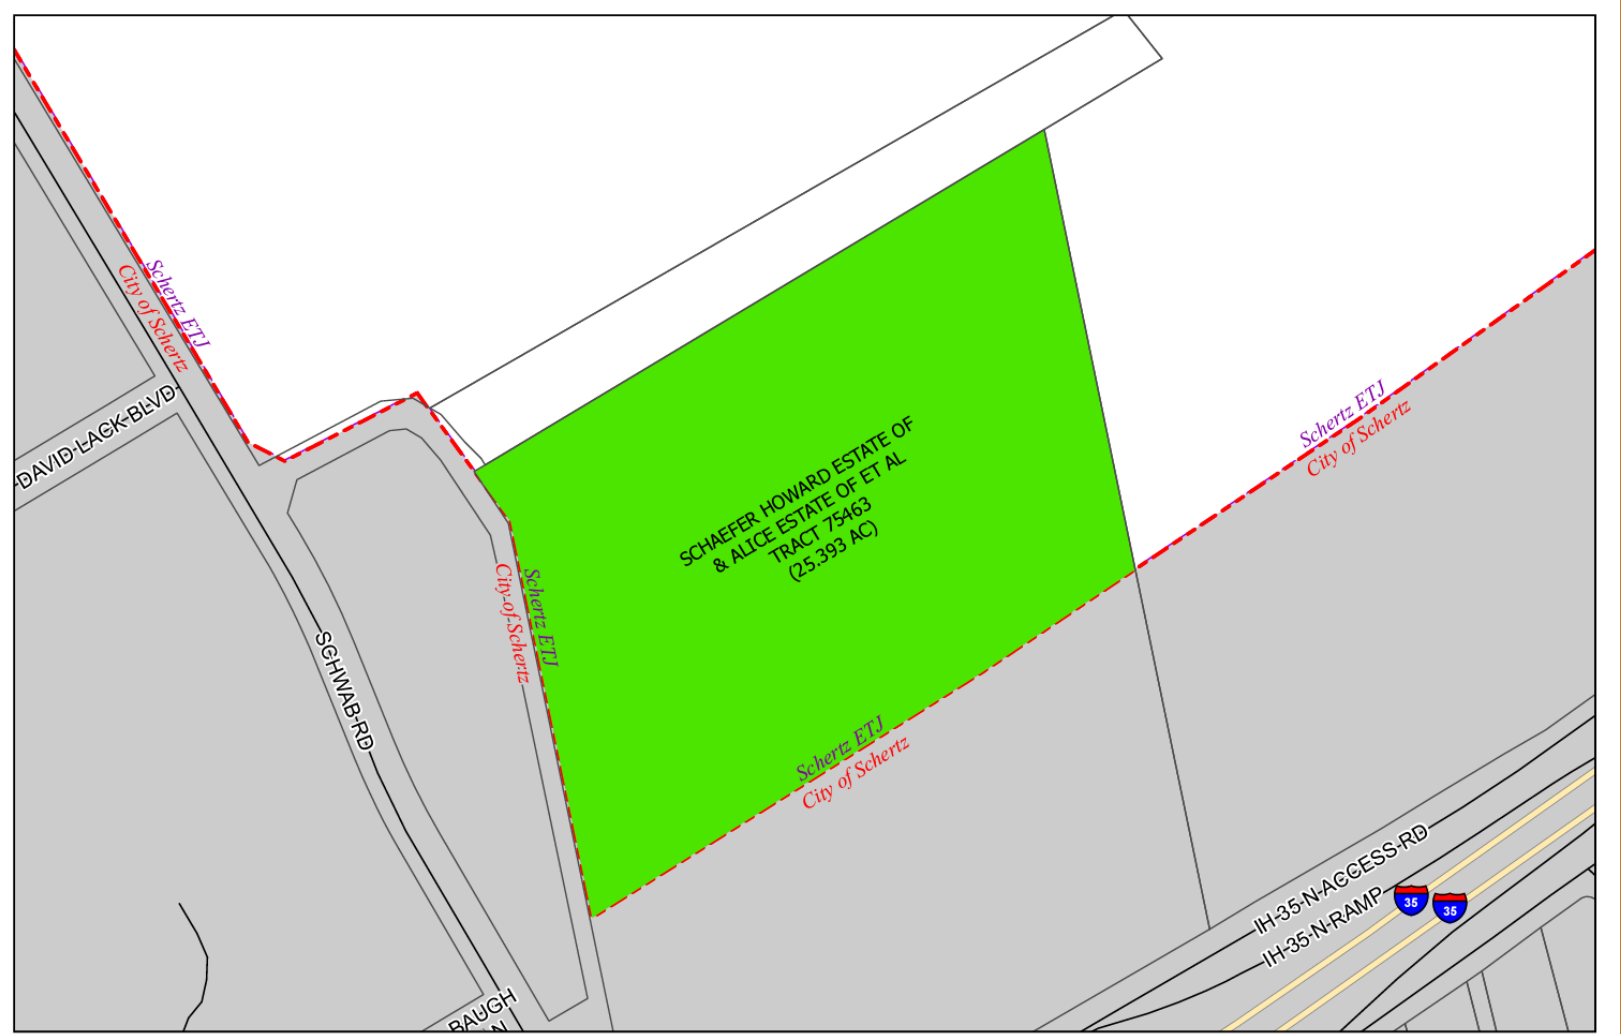 Schertz ETJ
City of Schertz
DAVID-LACK-BLVD
Schertz ETJ
City of Schertz
SCHAEFER HOWARD ESTATE OF
& ALICE ESTATE OF ET AL
TRACT 75463
(25.393 AC)
Schertz ETJ
City-of-Schertz
SCHWAB-RD
Schertz ETJ
City of Schertz
IH-35-N-ACCESS-RD
IH-35-N-RAMP
35
35
BAUGH
LN